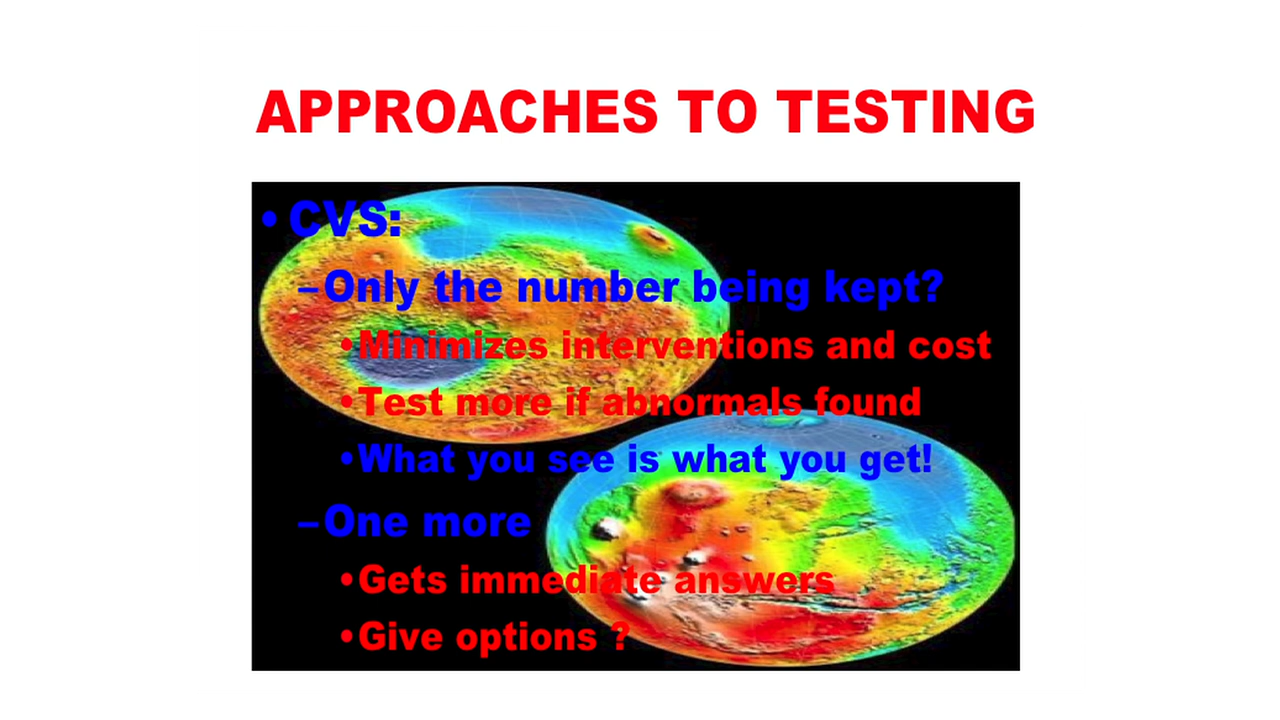 APPROACHES TO TESTING
• CVS:
–Only the number being kept?
•Minimizes interventions and cost
•Test more if abnormals found
•What you see is what you get!
–One more
•Gets immediate answers
•Give options ?